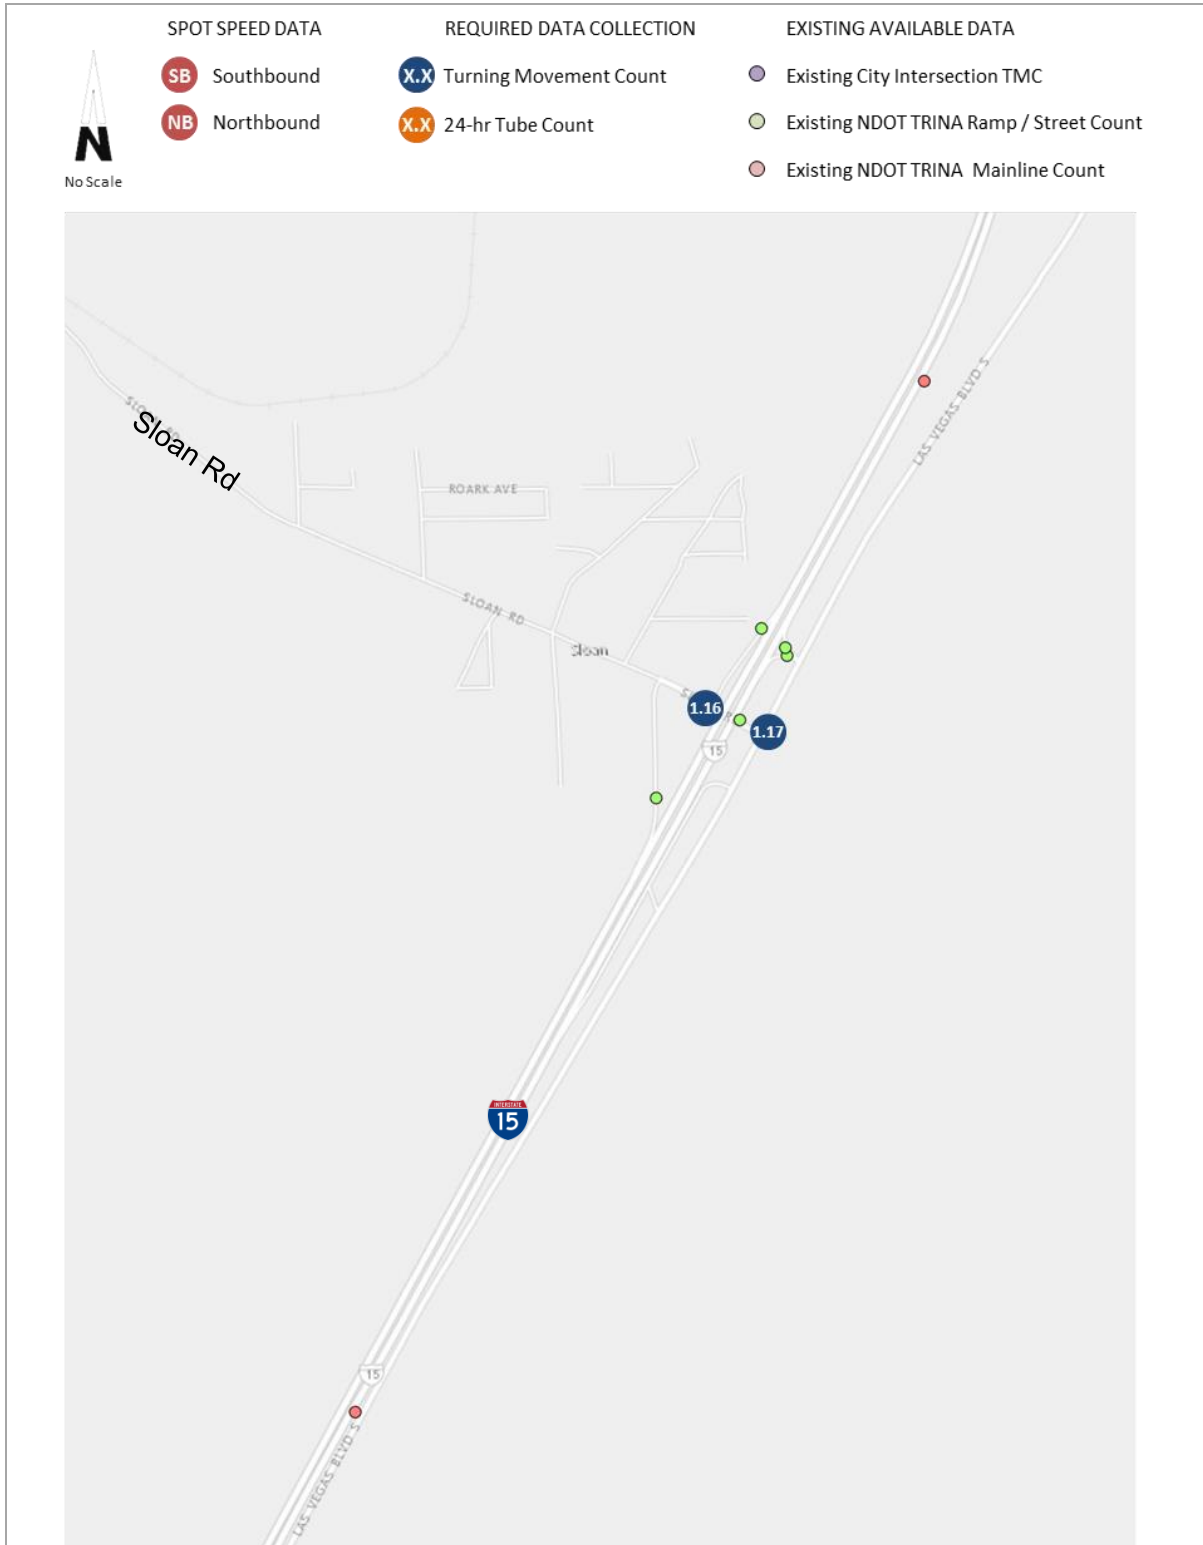 SPOT SPEED DATA
REQUIRED DATA COLLECTION
EXISTING AVAILABLE DATA
SB Southbound
X.X Turning Movement Count
Existing City Intersection TMC
NB Northbound
X.X 24-hr Tube Count
Existing NDOT TRINA Ramp / Street Count
N
No Scale
Existing NDOT TRINA Mainline Count
LAS VEGAS BLVD S
Sloan Rd
ROARK AVE
SLOAN RD
Sloan
1.16
1.17
15
INTERSTATE
15
15
LAS VEGAS BLVD S